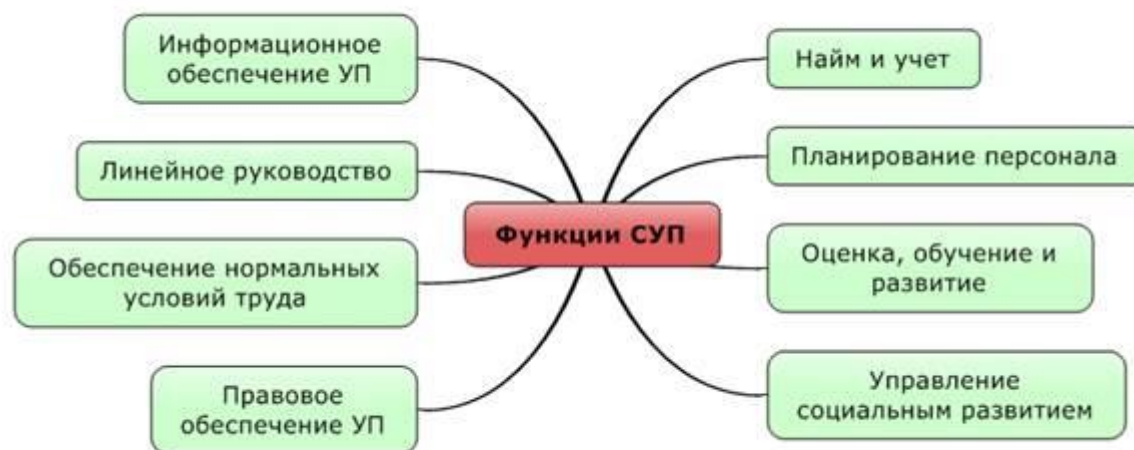 Информационное
обеспечение УП
Линейное руководство
Обеспечение нормальных
условий труда
Правовое
обеспечение УП
Функции СУП
Найм и учет
Планирование персонала
Оценка, обучение и
развитие
Управление
социальным развитием